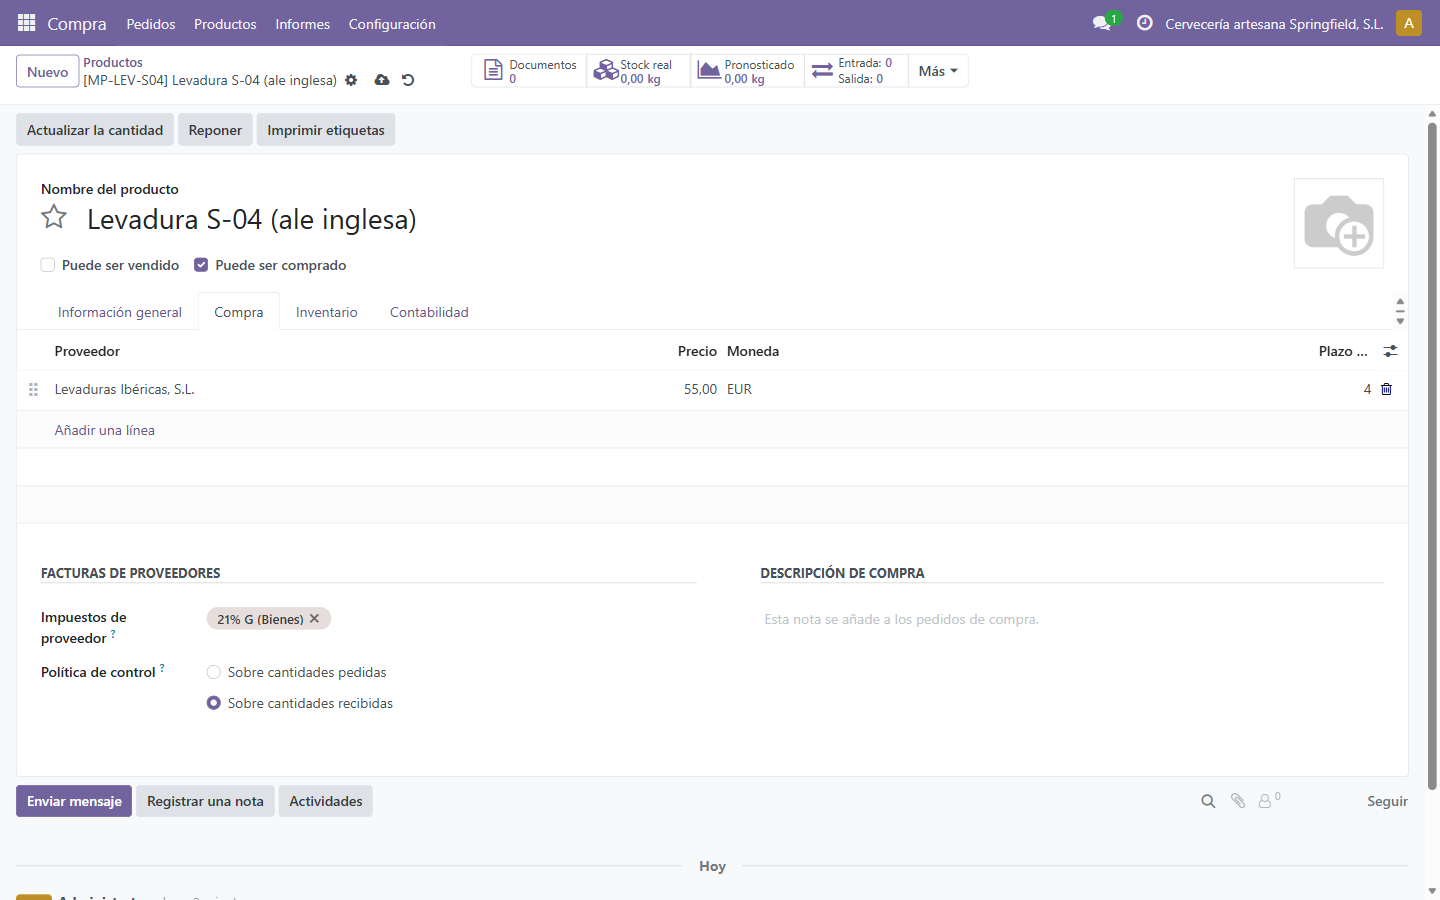 Compra Pedidos Productos Informes Configuración 1 Cervecería artesana Springfield, S.L. A
Nuevo
Productos
[MP-LEV-S04] Levadura S-04 (ale inglesa)
Documentos
0
Stock real
0,00 kg
Pronosticado
0,00 kg
Entrada: 0
Salida: 0
Más
Actualizar la cantidad Reponer Imprimir etiquetas
Nombre del producto
Levadura S-04 (ale inglesa)
Puede ser vendido Puede ser comprado
Información general Compra Inventario Contabilidad
Proveedor Precio Moneda Plazo ...
Levaduras Ibéricas, S.L. 55,00 EUR 4
Añadir una línea
FACTURAS DE PROVEEDORES
Impuestos de
proveedor ?
21% G (Bienes)
Política de control ?
Sobre cantidades pedidas
Sobre cantidades recibidas
DESCRIPCIÓN DE COMPRA
Esta nota se añade a los pedidos de compra.
Enviar mensaje Registrar una nota Actividades 0 Seguir
Hoy